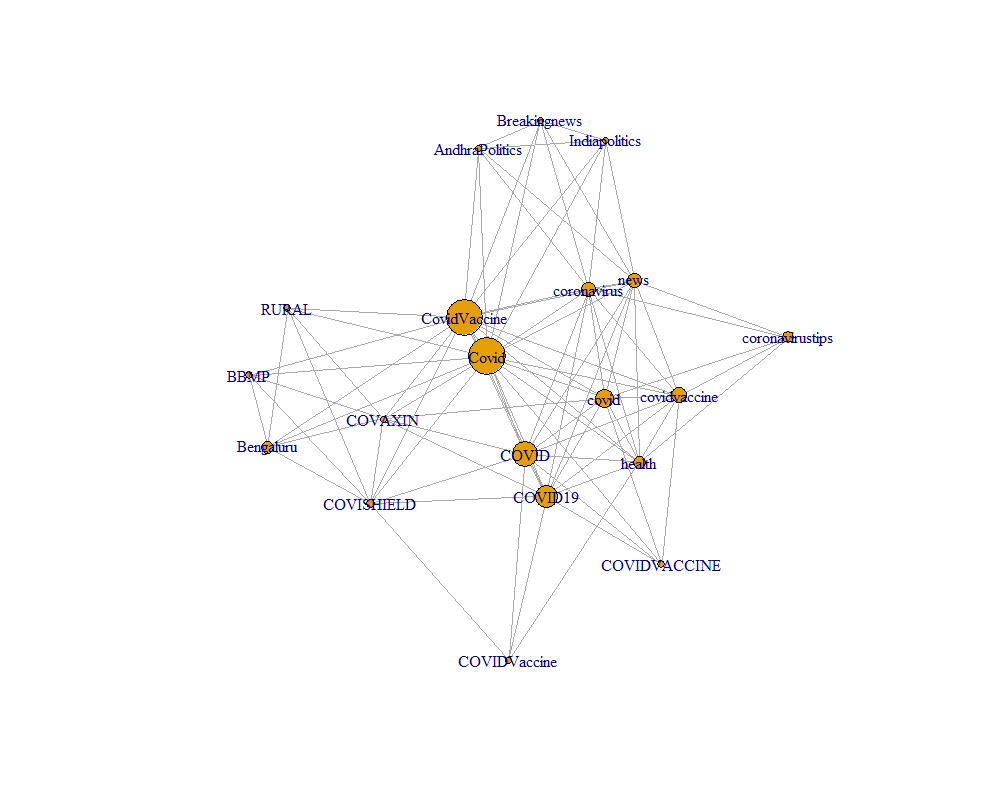 Breakingnews
Indiapolitics
AndhraPolitics
news
coronavirus
RURAL
CovidVaccine
coronavirustips
Covid
BBMP
covidvaccine
covid
COVAXIN
Bengaluru
COVID
health
COVID19
COVISHIELD
COVIDVACCINE
COVIDVaccine